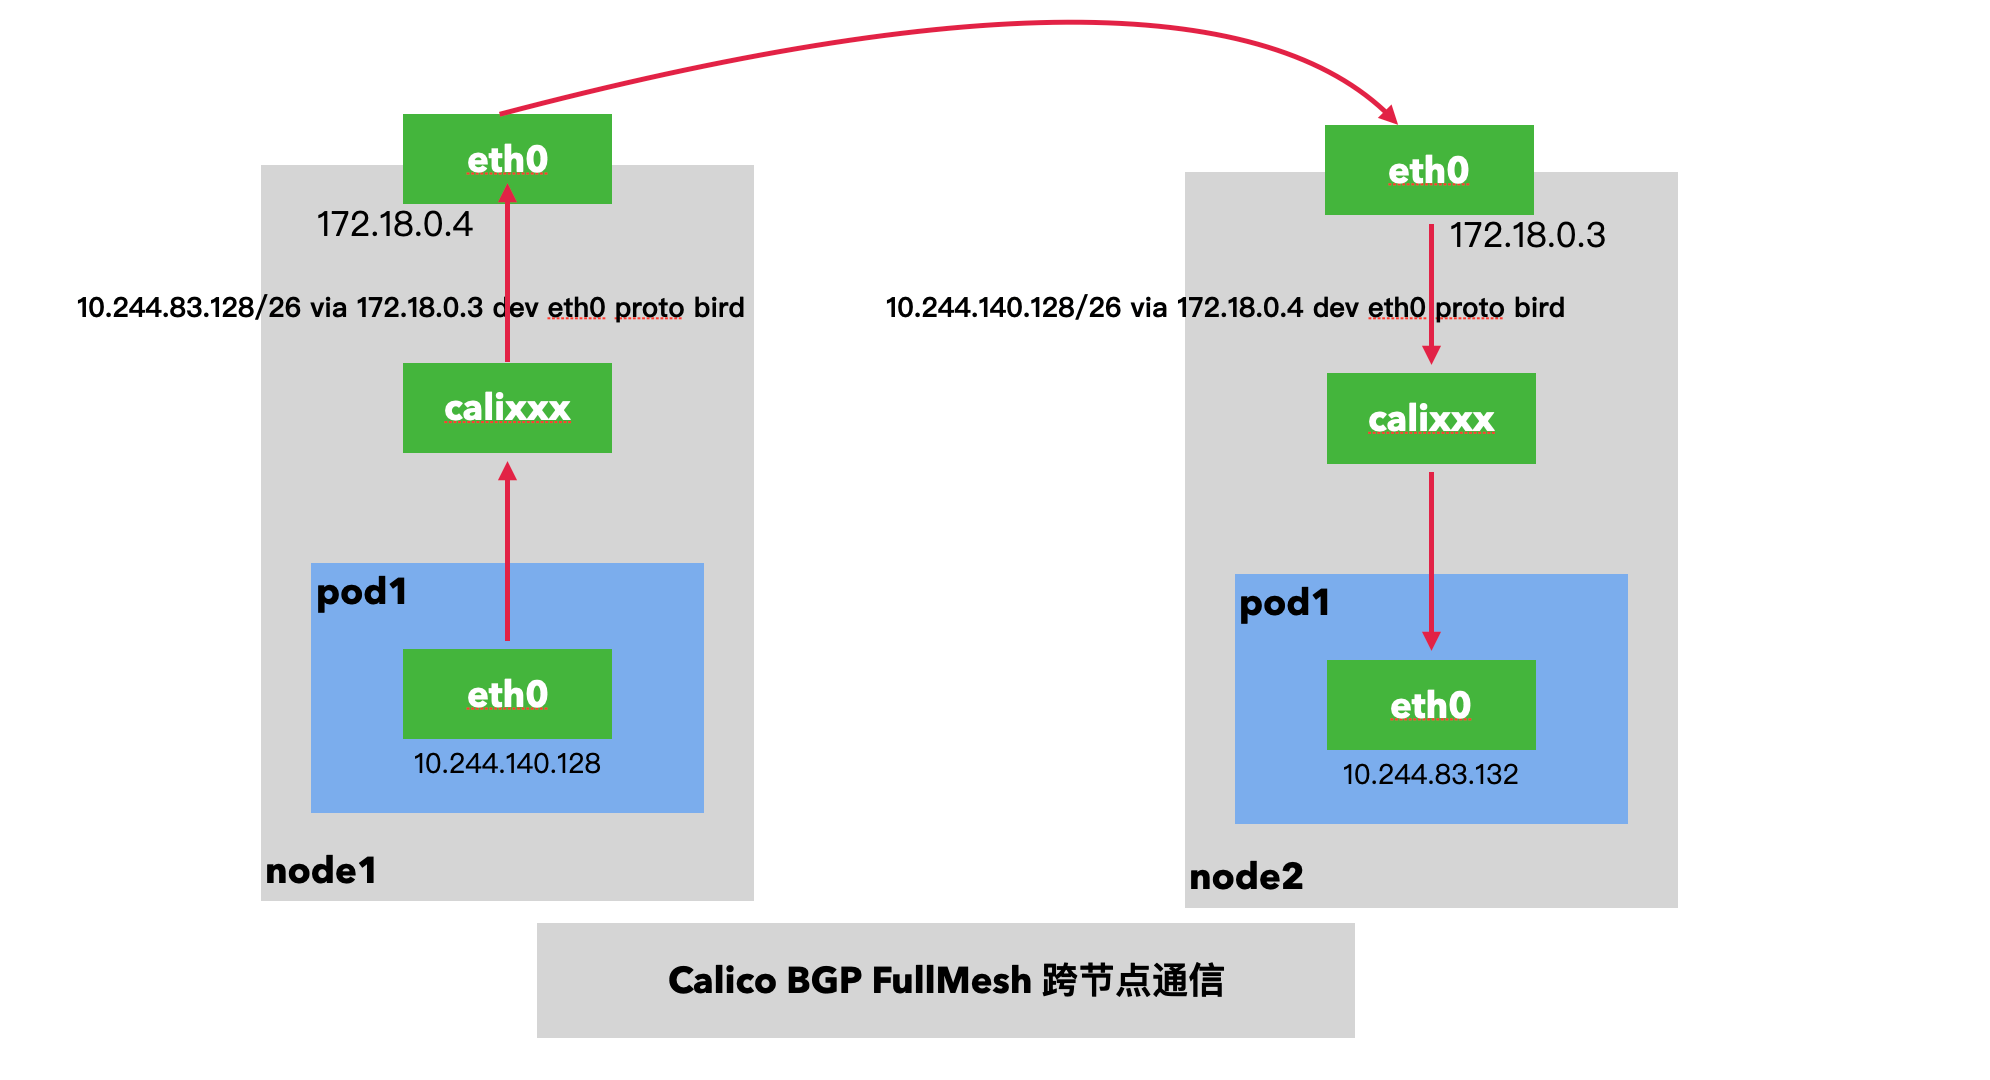 eth0
172.18.0.4
10.244.83.128/26 via 172.18.0.3 dev eth0 proto bird
calixxx
pod1
eth0
10.244.140.128
node1
eth0
172.18.0.3
10.244.140.128/26 via 172.18.0.4 dev eth0 proto bird
calixxx
pod1
eth0
10.244.83.132
node2
Calico BGP FullMesh 跨节点通信